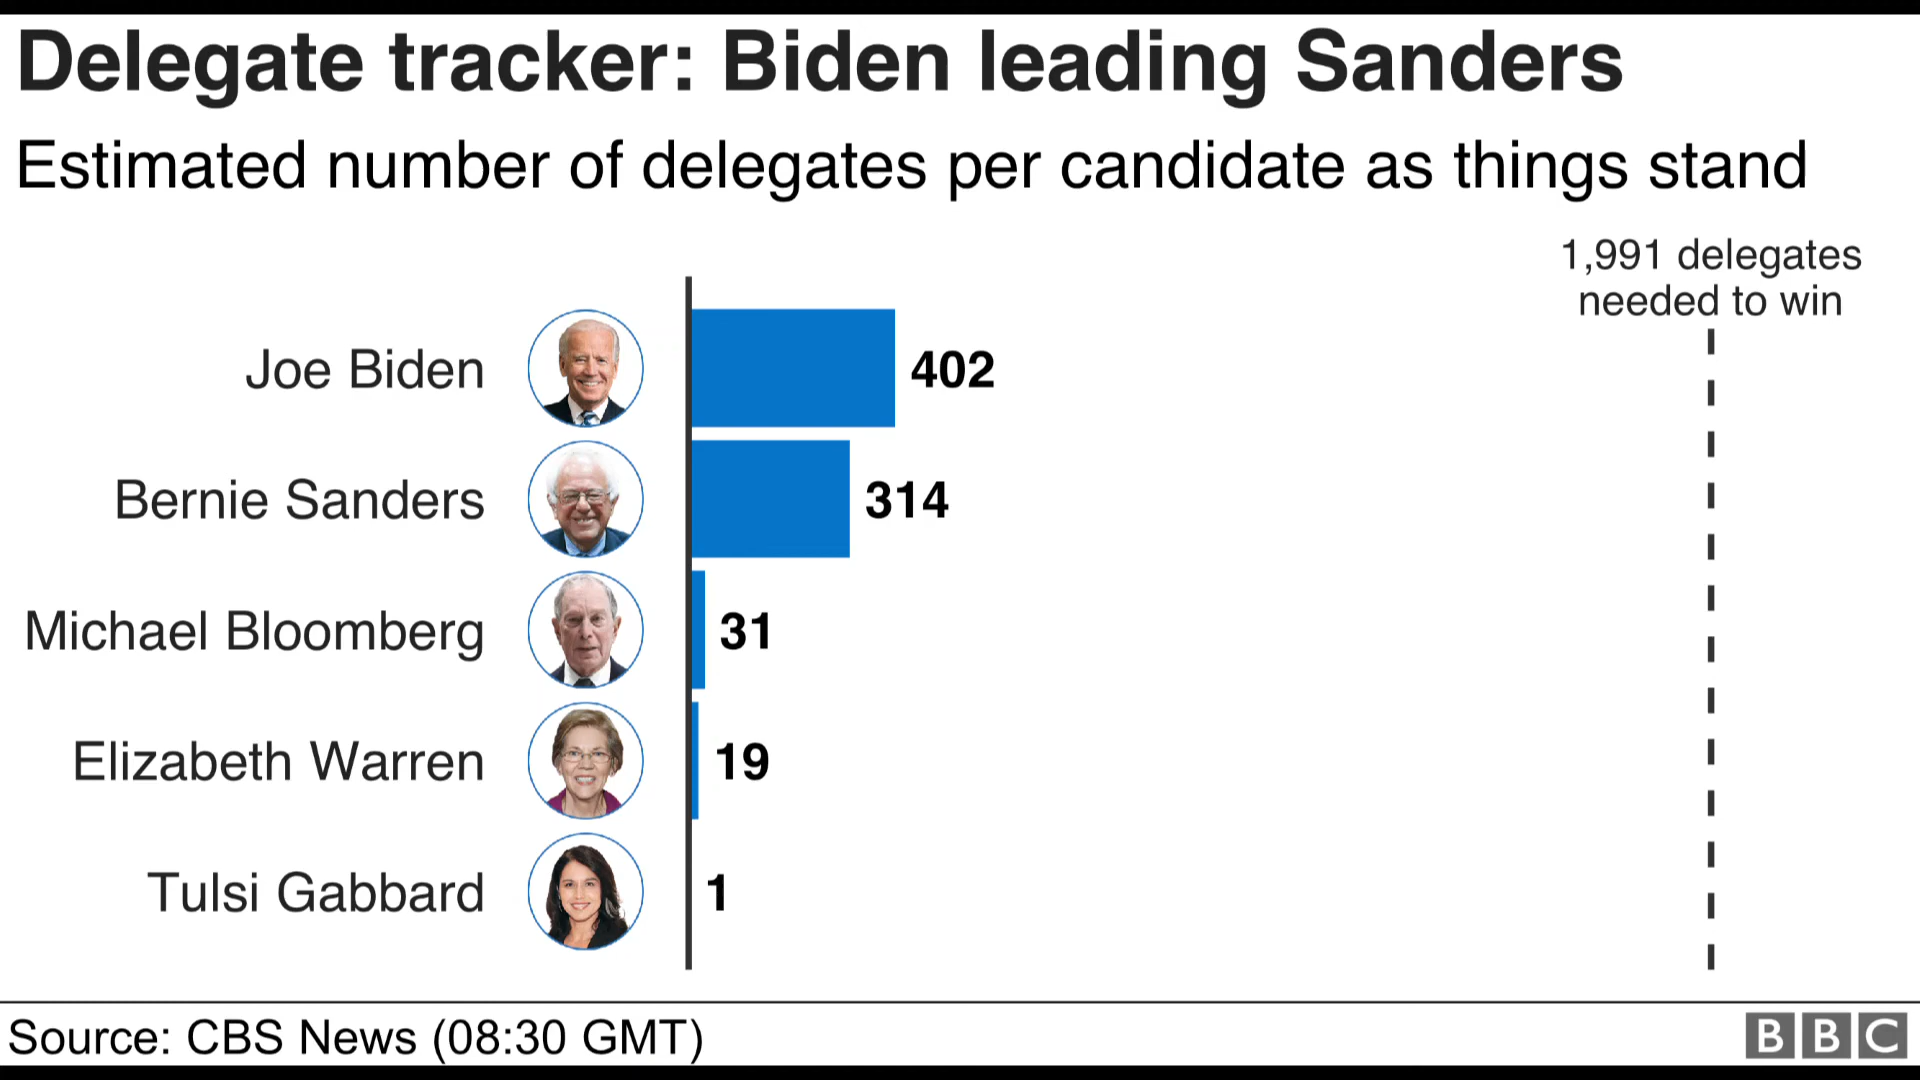 Delegate tracker: Biden leading Sanders
Estimated number of delegates per candidate as things stand
1,991 delegates
needed to win
Joe Biden 402
Bernie Sanders 314
Michael Bloomberg 31
Elizabeth Warren 19
Tulsi Gabbard 1
Source: CBS News (08:30 GMT)
BBC